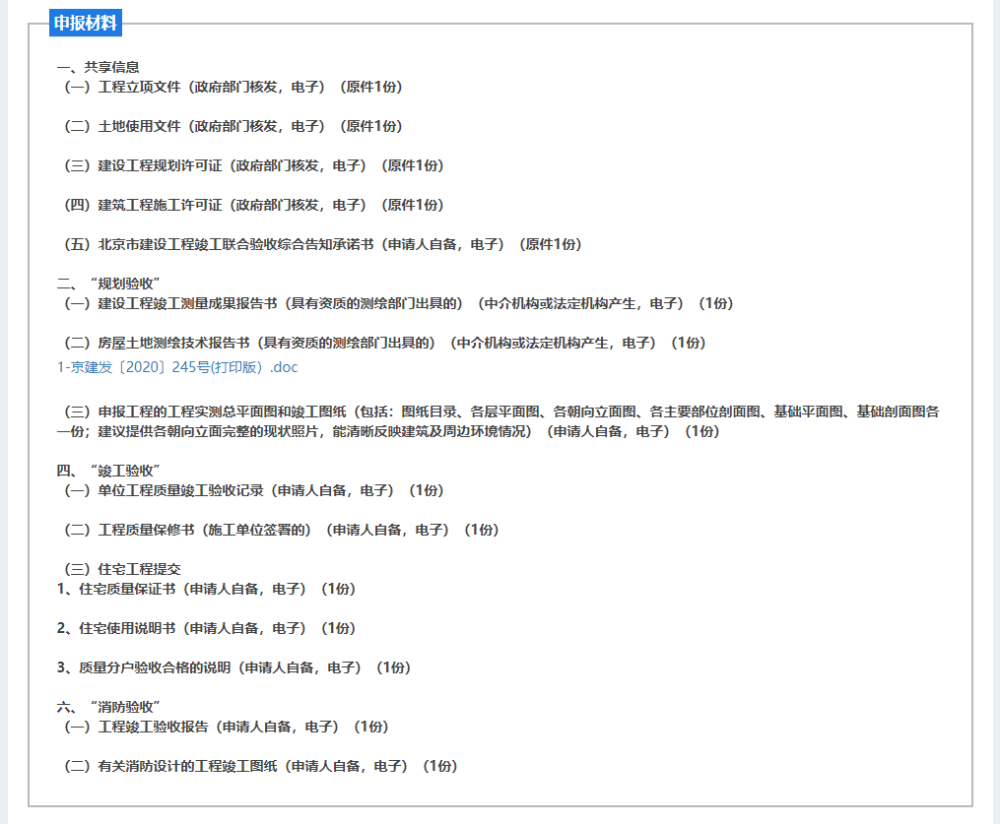 申报材料
一、共享信息
（一）工程立项文件（政府部门核发，电子）（原件1份）
（二）土地使用文件（政府部门核发，电子）（原件1份）
（三）建设工程规划许可证（政府部门核发，电子）（原件1份）
（四）建筑工程施工许可证（政府部门核发，电子）（原件1份）
（五）北京市建设工程竣工联合验收综合告知承诺书（申请人自备，电子）（原件1份）
二、“规划验收”
（一）建设工程竣工测量成果报告书（具有资质的测绘部门出具的）（中介机构或法定机构产生，电子）（1份）
（二）房屋土地测绘技术报告书（具有资质的测绘部门出具的）（中介机构或法定机构产生，电子）（1份）
1-京建发〔2020〕245号(打印版）.doc
（三）申报工程的工程实测总平面图和竣工图纸（包括：图纸目录、各层平面图、各朝向立面图、各主要部位剖面图、基础平面图、基础剖面图各
一份；建议提供各朝向立面完整的现状照片，能清晰反映建筑及周边环境情况）（申请人自备，电子）（1份）
四、“竣工验收”
（一）单位工程质量竣工验收记录（申请人自备，电子）（1份）
（二）工程质量保修书（施工单位签署的）（申请人自备，电子）（1份）
（三）住宅工程提交
1、住宅质量保证书（申请人自备，电子）（1份）
2、住宅使用说明书（申请人自备，电子）（1份）
3、质量分户验收合格的说明（申请人自备，电子）（1份）
六、“消防验收”
（一）工程竣工验收报告（申请人自备，电子）（1份）
（二）有关消防设计的工程竣工图纸（申请人自备，电子）（1份）